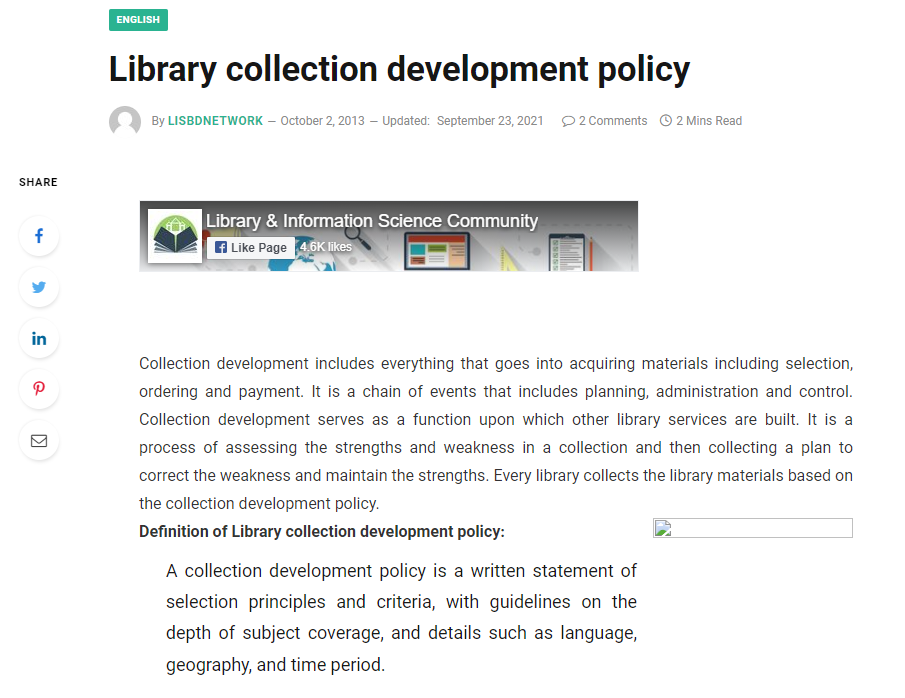 ENGLISH
Library collection development policy
By LISBDNETWORK — October 2, 2013 — Updated: September 23, 2021 2 Comments 2 Mins Read
SHARE
Library & Information Science Community
Like Page 4.6K likes
Collection development includes everything that goes into acquiring materials including selection,
ordering and payment. It is a chain of events that includes planning, administration and control.
Collection development serves as a function upon which other library services are built. It is a
process of assessing the strengths and weakness in a collection and then collecting a plan to
correct the weakness and maintain the strengths. Every library collects the library materials based on
the collection development policy.
Definition of Library collection development policy:
A collection development policy is a written statement of
selection principles and criteria, with guidelines on the
depth of subject coverage, and details such as language,
geography, and time period.